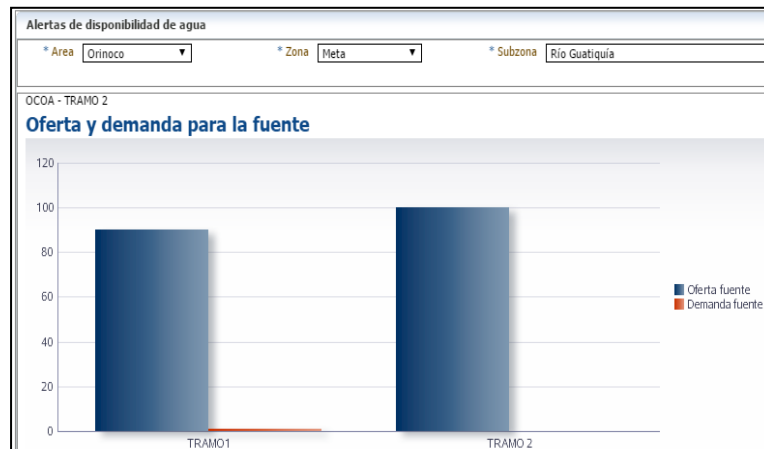 Alertas de disponibilidad de agua
* Area Orinoco * Zona Meta * Subzona Río Guatiquía
OCOA - TRAMO 2
Oferta y demanda para la fuente
120
100
80
60
40
20
0
TRAMO1 TRAMO 2
Oferta fuente
Demanda fuente